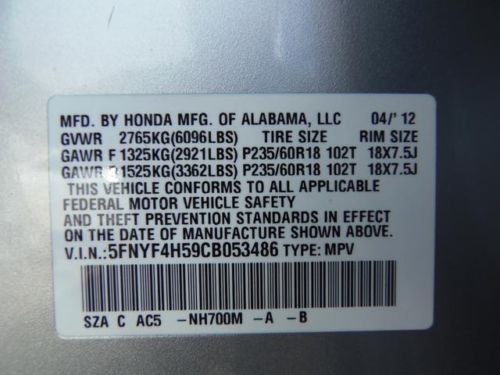 MFD. BY HONDA MFG. OF ALABAMA, LLC 04/' 12
GVWR 2765KG(6096LBS) TIRE SIZE RIM SIZE
GAWR F 1325KG(2921LBS) P235/60R18 102T 18X7.5J
GAWR R1525KG(3362LBS) P235/60R18 102T 18X7.5J
THIS VEHICLE CONFORMS TO ALL APPLICABLE
FEDERAL MOTOR VEHICLE SAFETY
AND THEFT PREVENTION STANDARDS IN EFFECT
ON THE DATE OF MANUFACTURE SHOWN ABOVE.
V.I.N.:5FNYF4H59CB053486 TYPE: MPV
SZA C AC5 -NH700M -A -B